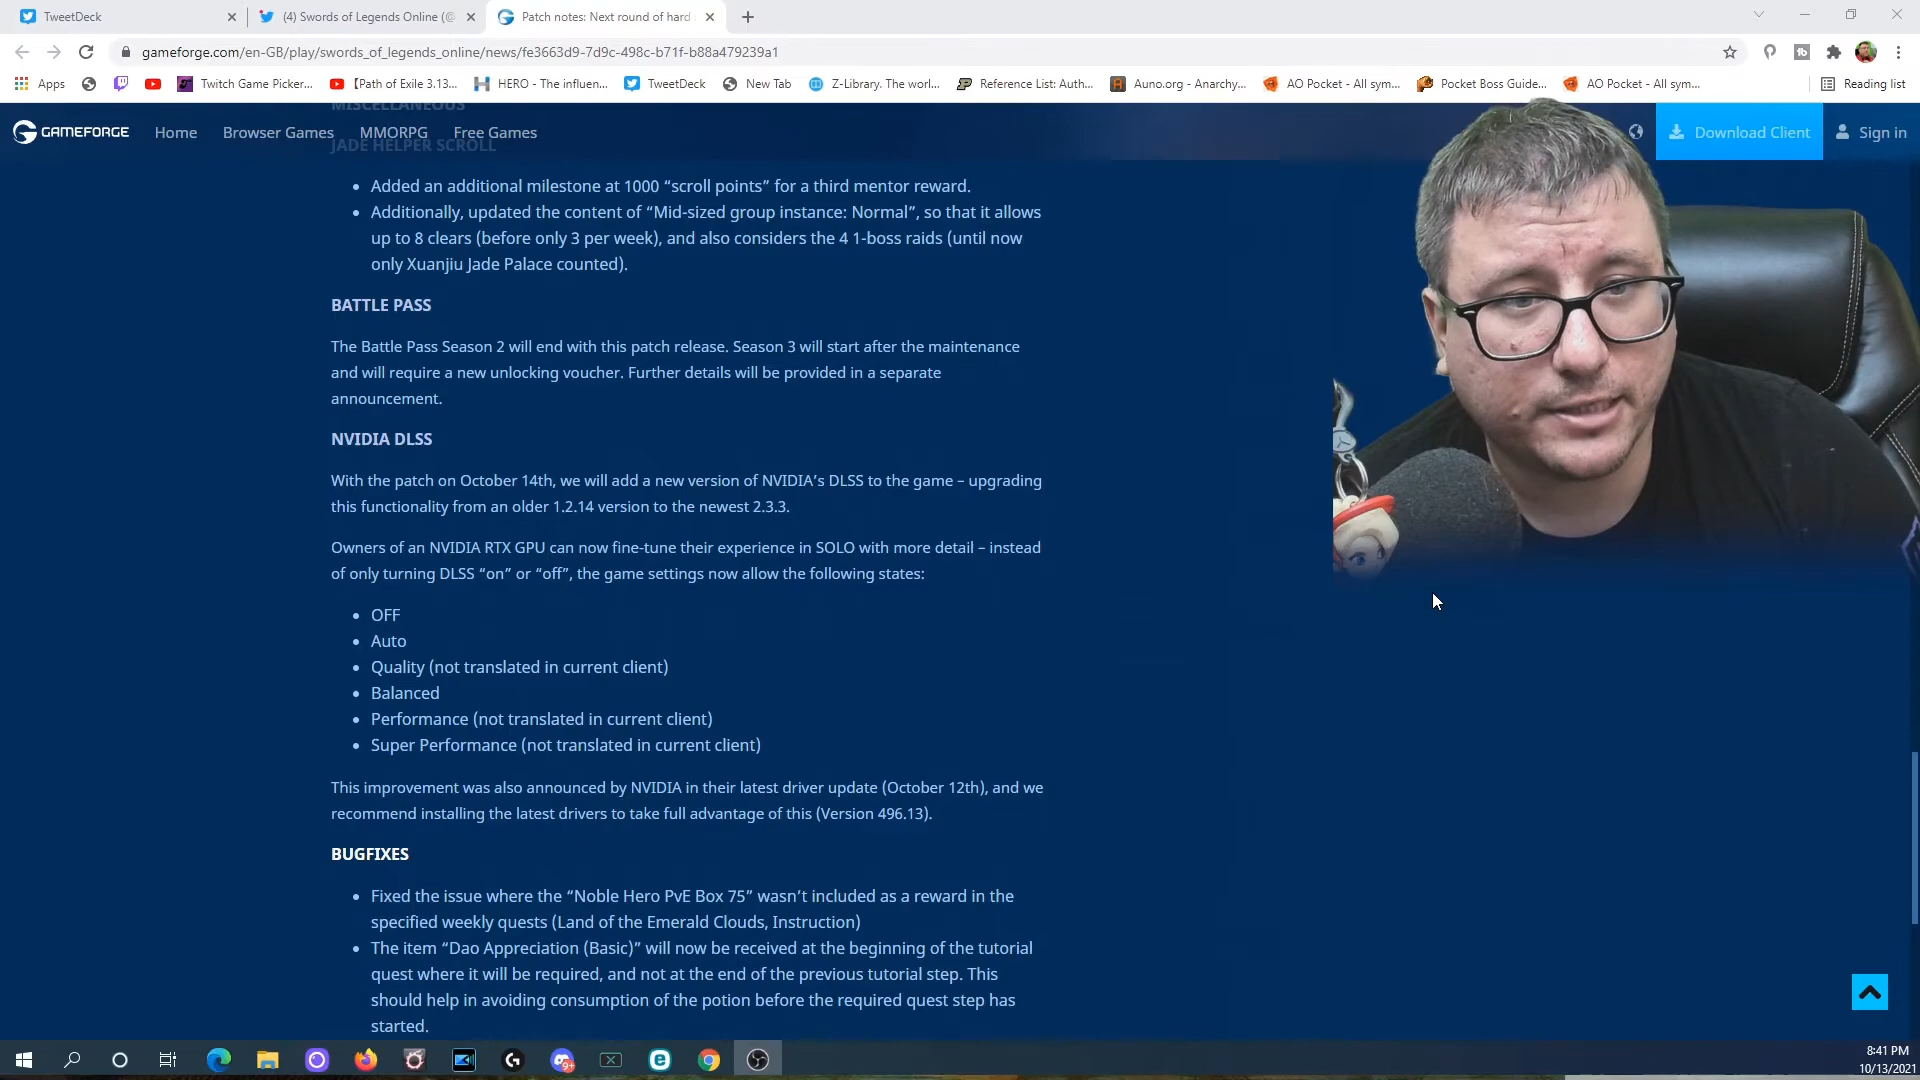 TweetDeck
(4) Swords of Legends Online (@
Patch notes: Next round of hard
gameforge.com/en-GB/play/swords_of_legends_online/news/fe3663d9-7d9c-498c-b71f-b88a479239a1
Apps
Twitch Game Picker...
[Path of Exile 3.13...
HERO - The influen...
TweetDeck
New Tab
Z-Library. The worl...
Reference List: Auth...
Auno.org - Anarchy...
AO Pocket - All sym...
Pocket Boss Guide...
AO Pocket - All sym...
Reading list
MISCELLANEOUS
GAMEFORGE
Home
Browser Games
MMORPG
Free Games
Download Client
Sign in
JADE HELPER SCROLL
• Added an additional milestone at 1000 “scroll points” for a third mentor reward.
• Additionally, updated the content of “Mid-sized group instance: Normal”, so that it allows
up to 8 clears (before only 3 per week), and also considers the 4 1-boss raids (until now
only Xuanjiu Jade Palace counted).
BATTLE PASS
The Battle Pass Season 2 will end with this patch release. Season 3 will start after the maintenance
and will require a new unlocking voucher. Further details will be provided in a separate
announcement.
NVIDIA DLSS
With the patch on October 14th, we will add a new version of NVIDIA’s DLSS to the game – upgrading
this functionality from an older 1.2.14 version to the newest 2.3.3.
Owners of an NVIDIA RTX GPU can now fine-tune their experience in SOLO with more detail – instead
of only turning DLSS “on” or “off”, the game settings now allow the following states:
• OFF
• Auto
• Quality (not translated in current client)
• Balanced
• Performance (not translated in current client)
• Super Performance (not translated in current client)
This improvement was also announced by NVIDIA in their latest driver update (October 12th), and we
recommend installing the latest drivers to take full advantage of this (Version 496.13).
BUGFIXES
• Fixed the issue where the “Noble Hero PvE Box 75” wasn’t included as a reward in the
specified weekly quests (Land of the Emerald Clouds, Instruction)
• The item “Dao Appreciation (Basic)” will now be received at the beginning of the tutorial
quest where it will be required, and not at the end of the previous tutorial step. This
should help in avoiding consumption of the potion before the required quest step has
started.
9+
8:41 PM
10/13/2021